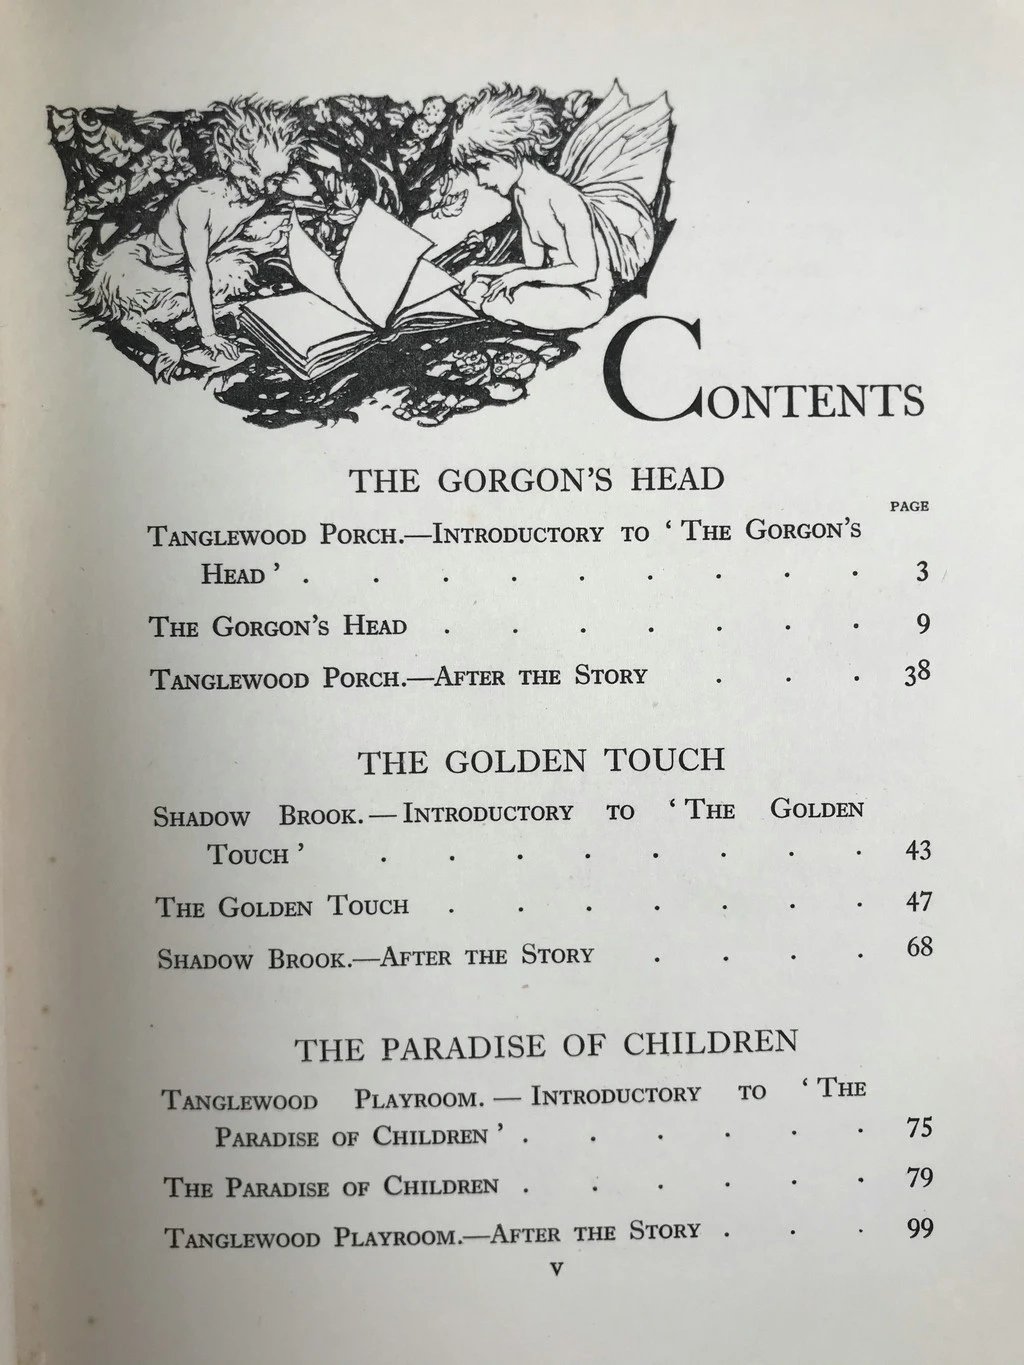 CONTENTS
THE GORGON'S HEAD
PAGE
TANGLEWOOD PORCH.—INTRODUCTORY TO ‘THE GORGON'S
HEAD’ . . . . . . . . . 3
THE GORGON'S HEAD . . . . . . . 9
TANGLEWOOD PORCH.—AFTER THE STORY . . . 38
THE GOLDEN TOUCH
SHADOW BROOK.—INTRODUCTORY TO ‘THE GOLDEN
TOUCH’ . . . . . . . . 43
THE GOLDEN TOUCH . . . . . . . 47
SHADOW BROOK.—AFTER THE STORY . . . . 68
THE PARADISE OF CHILDREN
TANGLEWOOD PLAYROOM.—INTRODUCTORY TO ‘THE
PARADISE OF CHILDREN’ . . . . . . 75
THE PARADISE OF CHILDREN . . . . . . 79
TANGLEWOOD PLAYROOM.—AFTER THE STORY . . . 99
v